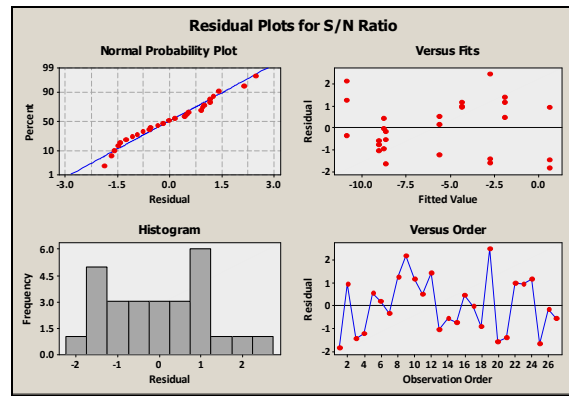 Residual Plots for S/N Ratio
Normal Probability Plot
Percent
99
90
50
10
1
-3.0 -1.5 0.0 1.5 3.0
Residual
Versus Fits
Residual
2
1
0
-1
-2
-10.0 -7.5 -5.0 -2.5 0.0
Fitted Value
Histogram
Frequency
6.0
4.5
3.0
1.5
0.0
-2 -1 0 1 2
Residual
Versus Order
Residual
2
1
0
-1
-2
2 4 6 8 10 12 14 16 18 20 22 24 26
Observation Order